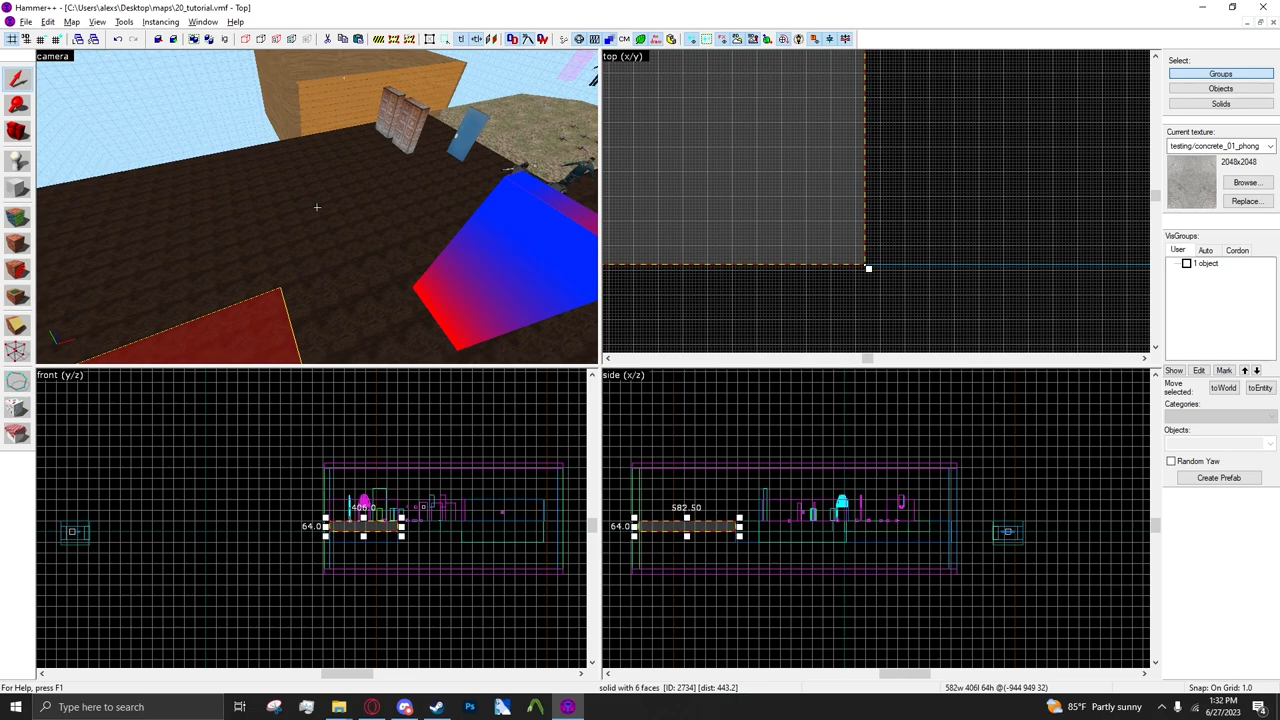 Hammer++ - [C:\Users\alexs\Desktop\maps\20_tutorial.vmf - Top]
File Edit Map View Tools Instancing Window Help
camera
top (x/y)
front (y/z)
406.0
64.0
side (x/z)
582.50
64.0
Select:
Groups
Objects
Solids
Current texture:
testing/concrete_01_phong
2048x2048
Browse...
Replace...
VisGroups:
User Auto Cordon
1 object
Show Edit Mark
Move selected:
toWorld toEntity
Categories:
Objects:
Random Yaw
Create Prefab
For Help, press F1
solid with 6 faces [ID: 2734] [dist: 443.2]
582w 406l 64h @(-944 949 32)
Snap: On Grid: 1.0
Type here to search
85°F Partly sunny
1:32 PM
6/27/2023